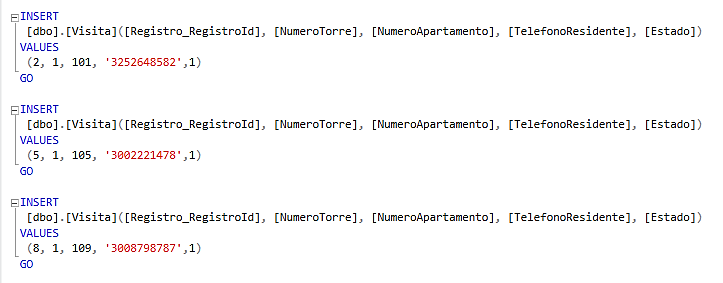 INSERT
[dbo].[Visita]([Registro_RegistroId], [NumeroTorre], [NumeroApartamento], [TelefonoResidente], [Estado])
VALUES
(2, 1, 101, '3252648582',1)
GO
INSERT
[dbo].[Visita]([Registro_RegistroId], [NumeroTorre], [NumeroApartamento], [TelefonoResidente], [Estado])
VALUES
(5, 1, 105, '3002221478',1)
GO
INSERT
[dbo].[Visita]([Registro_RegistroId], [NumeroTorre], [NumeroApartamento], [TelefonoResidente], [Estado])
VALUES
(8, 1, 109, '3008798787',1)
GO